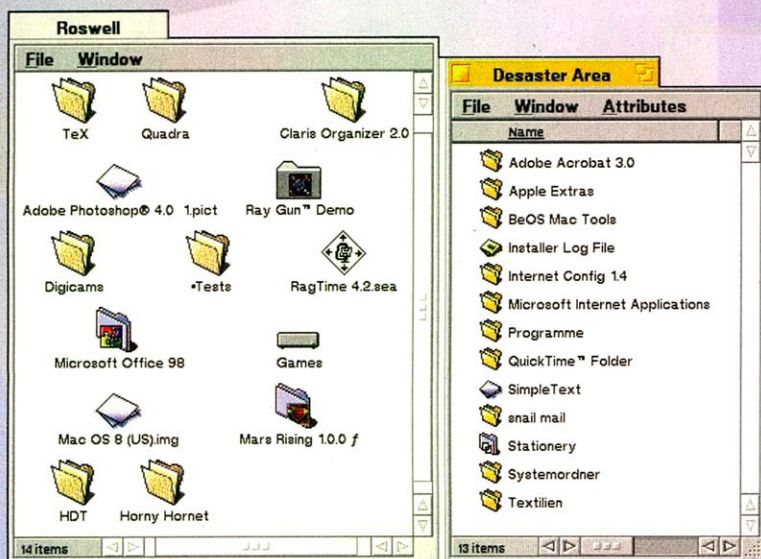 Roswell
File Window
TeX Quadra Claris Organizer 2.0
Adobe Photoshop® 4.0 1.pict Ray Gun™ Demo
Digicams •Tests RagTime 4.2.sea
Microsoft Office 98 Games
Mac OS 8 (US).img Mars Rising 1.0.0 ƒ
HDT Horny Hornet
14 items
Desaster Area
File Window Attributes
Name
Adobe Acrobat 3.0
Apple Extras
BeOS Mac Tools
Installer Log File
Internet Config 1.4
Microsoft Internet Applications
Programme
QuickTime™ Folder
SimpleText
snail mail
Stationery
Systemordner
Textilien
13 items